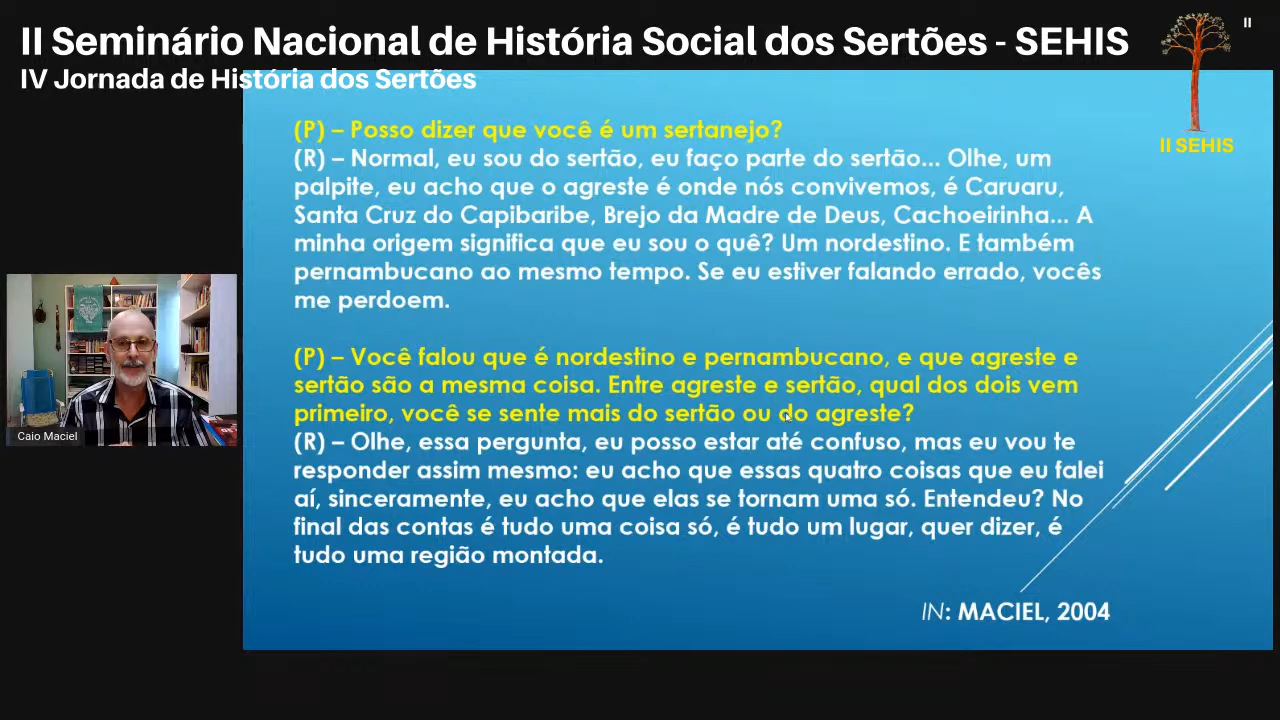 II Seminário Nacional de História Social dos Sertões - SEHIS
IV Jornada de História dos Sertões
II
II SEHIS
(P) – Posso dizer que você é um sertanejo?
(R) – Normal, eu sou do sertão, eu faço parte do sertão... Olhe, um
palpite, eu acho que o agreste é onde nós convivemos, é Caruaru,
Santa Cruz do Capibaribe, Brejo da Madre de Deus, Cachoeirinha... A
minha origem significa que eu sou o quê? Um nordestino. E também
pernambucano ao mesmo tempo. Se eu estiver falando errado, vocês
me perdoem.
(P) – Você falou que é nordestino e pernambucano, e que agreste e
sertão são a mesma coisa. Entre agreste e sertão, qual dos dois vem
primeiro, você se sente mais do sertão ou do agreste?
(R) – Olhe, essa pergunta, eu posso estar até confuso, mas eu vou te
responder assim mesmo: eu acho que essas quatro coisas que eu falei
aí, sinceramente, eu acho que elas se tornam uma só. Entendeu? No
final das contas é tudo uma coisa só, é tudo um lugar, quer dizer, é
tudo uma região montada.
IN: MACIEL, 2004
Caio Maciel